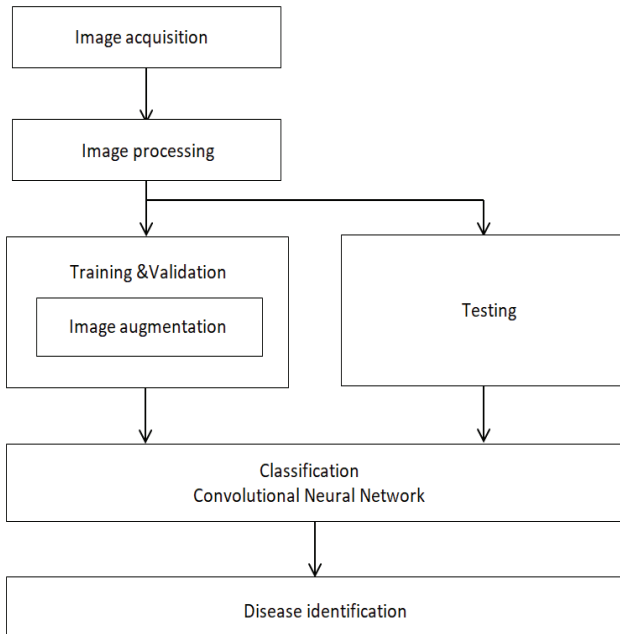 Image acquisition
Image processing
Training &Validation
Image augmentation
Testing
Classification
Convolutional Neural Network
Disease identification